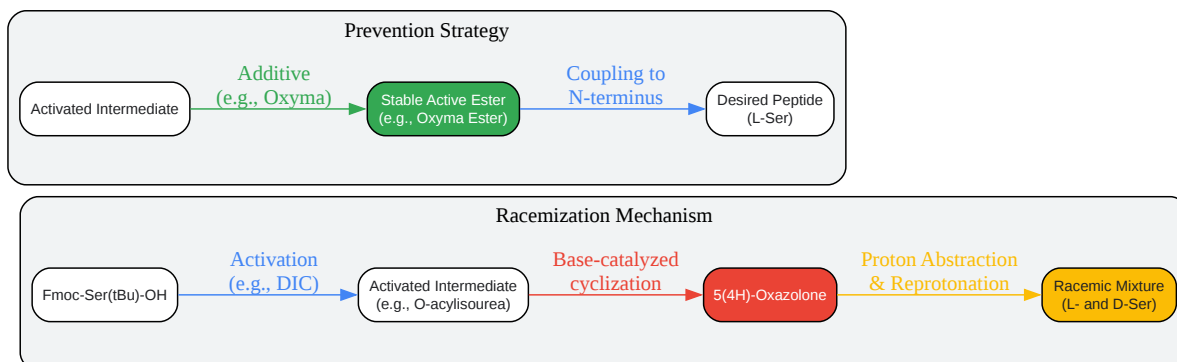 Prevention Strategy
Additive
(e.g., Oxyma)
Coupling to
N-terminus
Activated Intermediate
Stable Active Ester
(e.g., Oxyma Ester)
Desired Peptide
(L-Ser)
Racemization Mechanism
Activation
(e.g., DIC)
Base-catalyzed
cyclization
Proton Abstraction
& Reprotonation
Fmoc-Ser(tBu)-OH
Activated Intermediate
(e.g., O-acylisourea)
5(4H)-Oxazolone
Racemic Mixture
(L- and D-Ser)